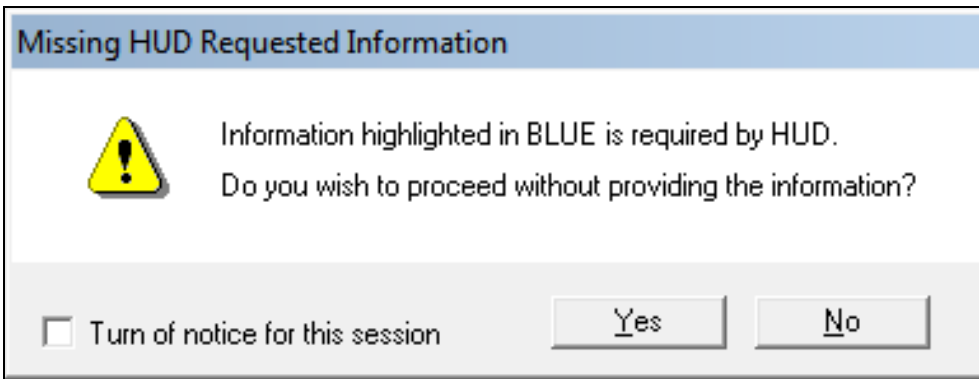 Missing HUD Requested Information
Information highlighted in BLUE is required by HUD.
Do you wish to proceed without providing the information?
Turn of notice for this session
Yes
No